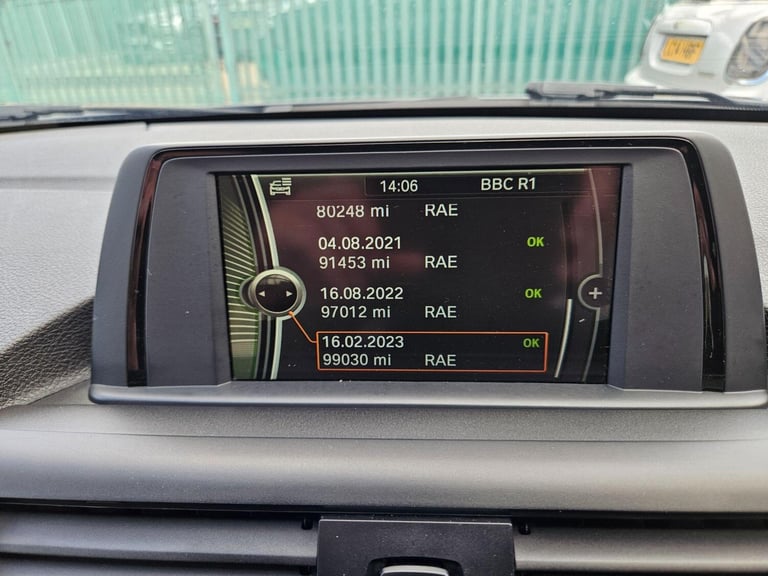 14:06 BBC R1
80248 mi RAE
04.08.2021 OK
91453 mi RAE
16.08.2022 OK
97012 mi RAE
16.02.2023 OK
99030 mi RAE